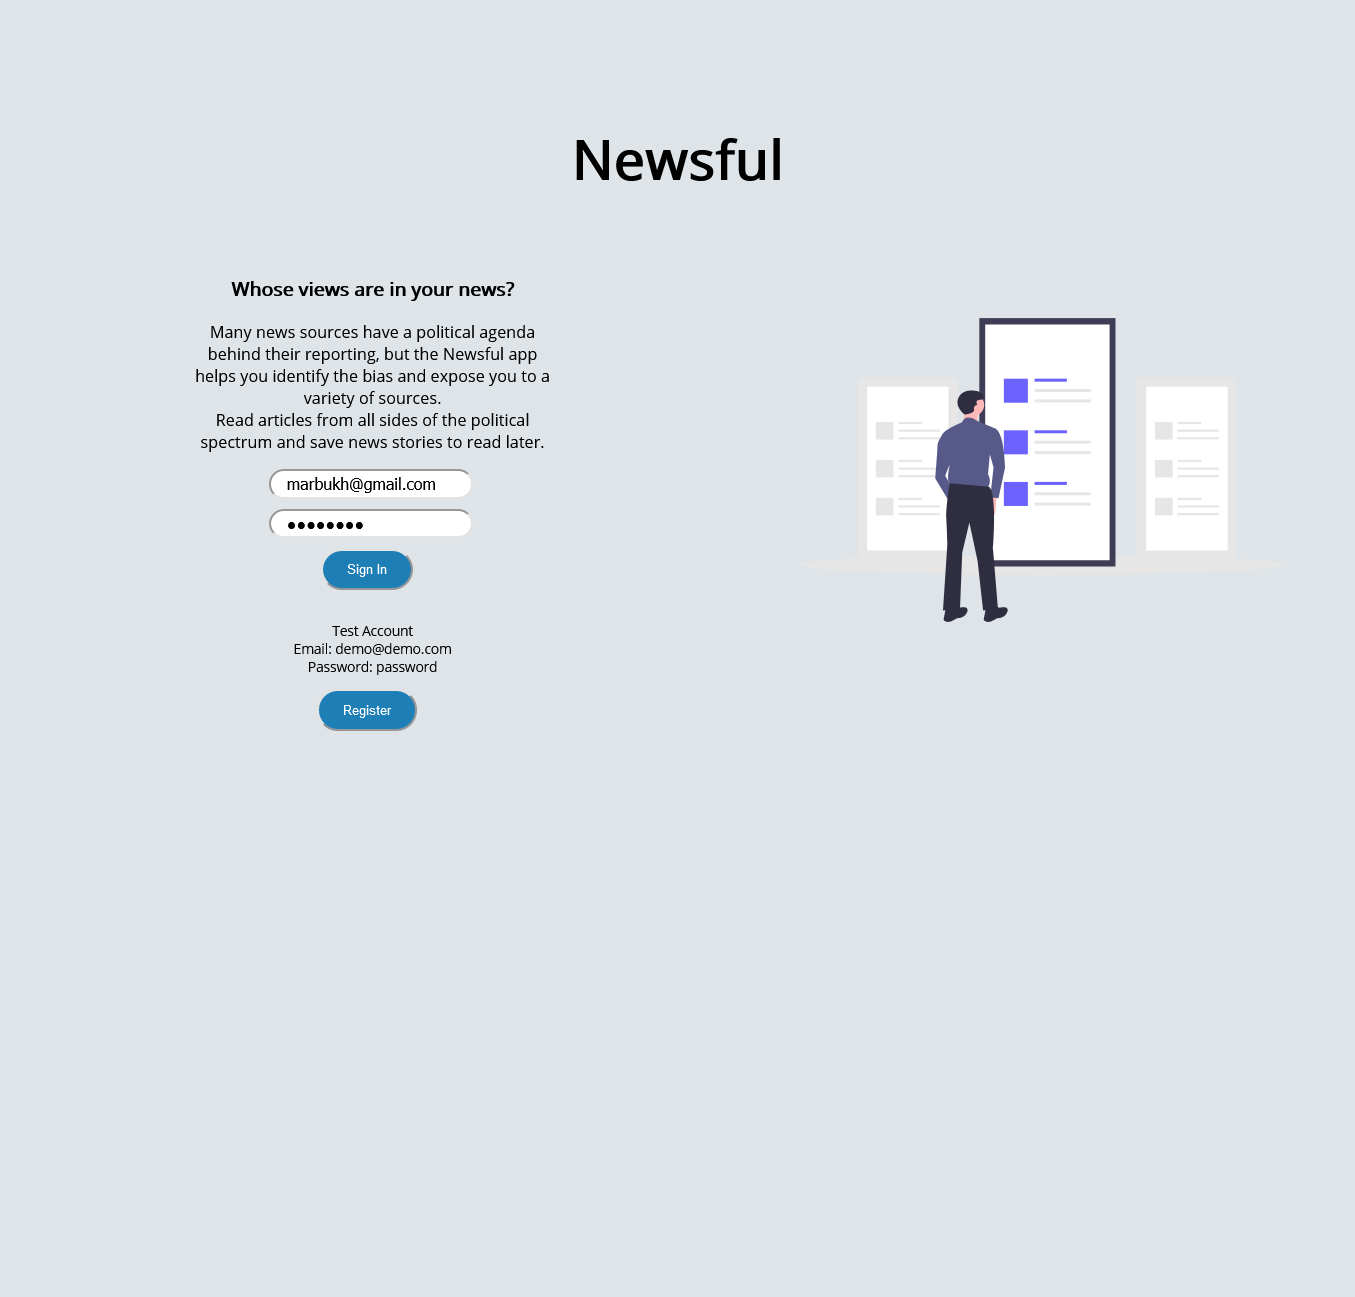 Newsful
Whose views are in your news?
Many news sources have a political agenda
behind their reporting, but the Newsful app
helps you identify the bias and expose you to a
variety of sources.
Read articles from all sides of the political
spectrum and save news stories to read later.
marbukh@gmail.com
●●●●●●●●
Sign In
Test Account
Email: demo@demo.com
Password: password
Register